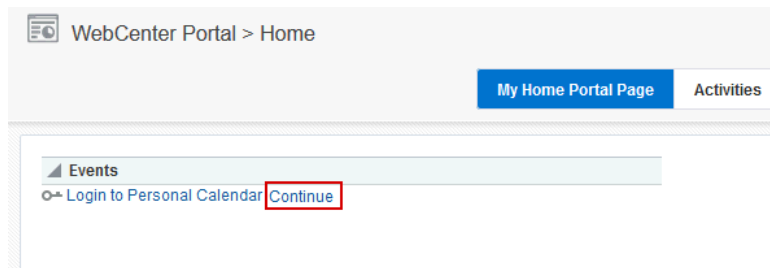 WebCenter Portal > Home
My Home Portal Page Activities
Events
Login to Personal Calendar Continue